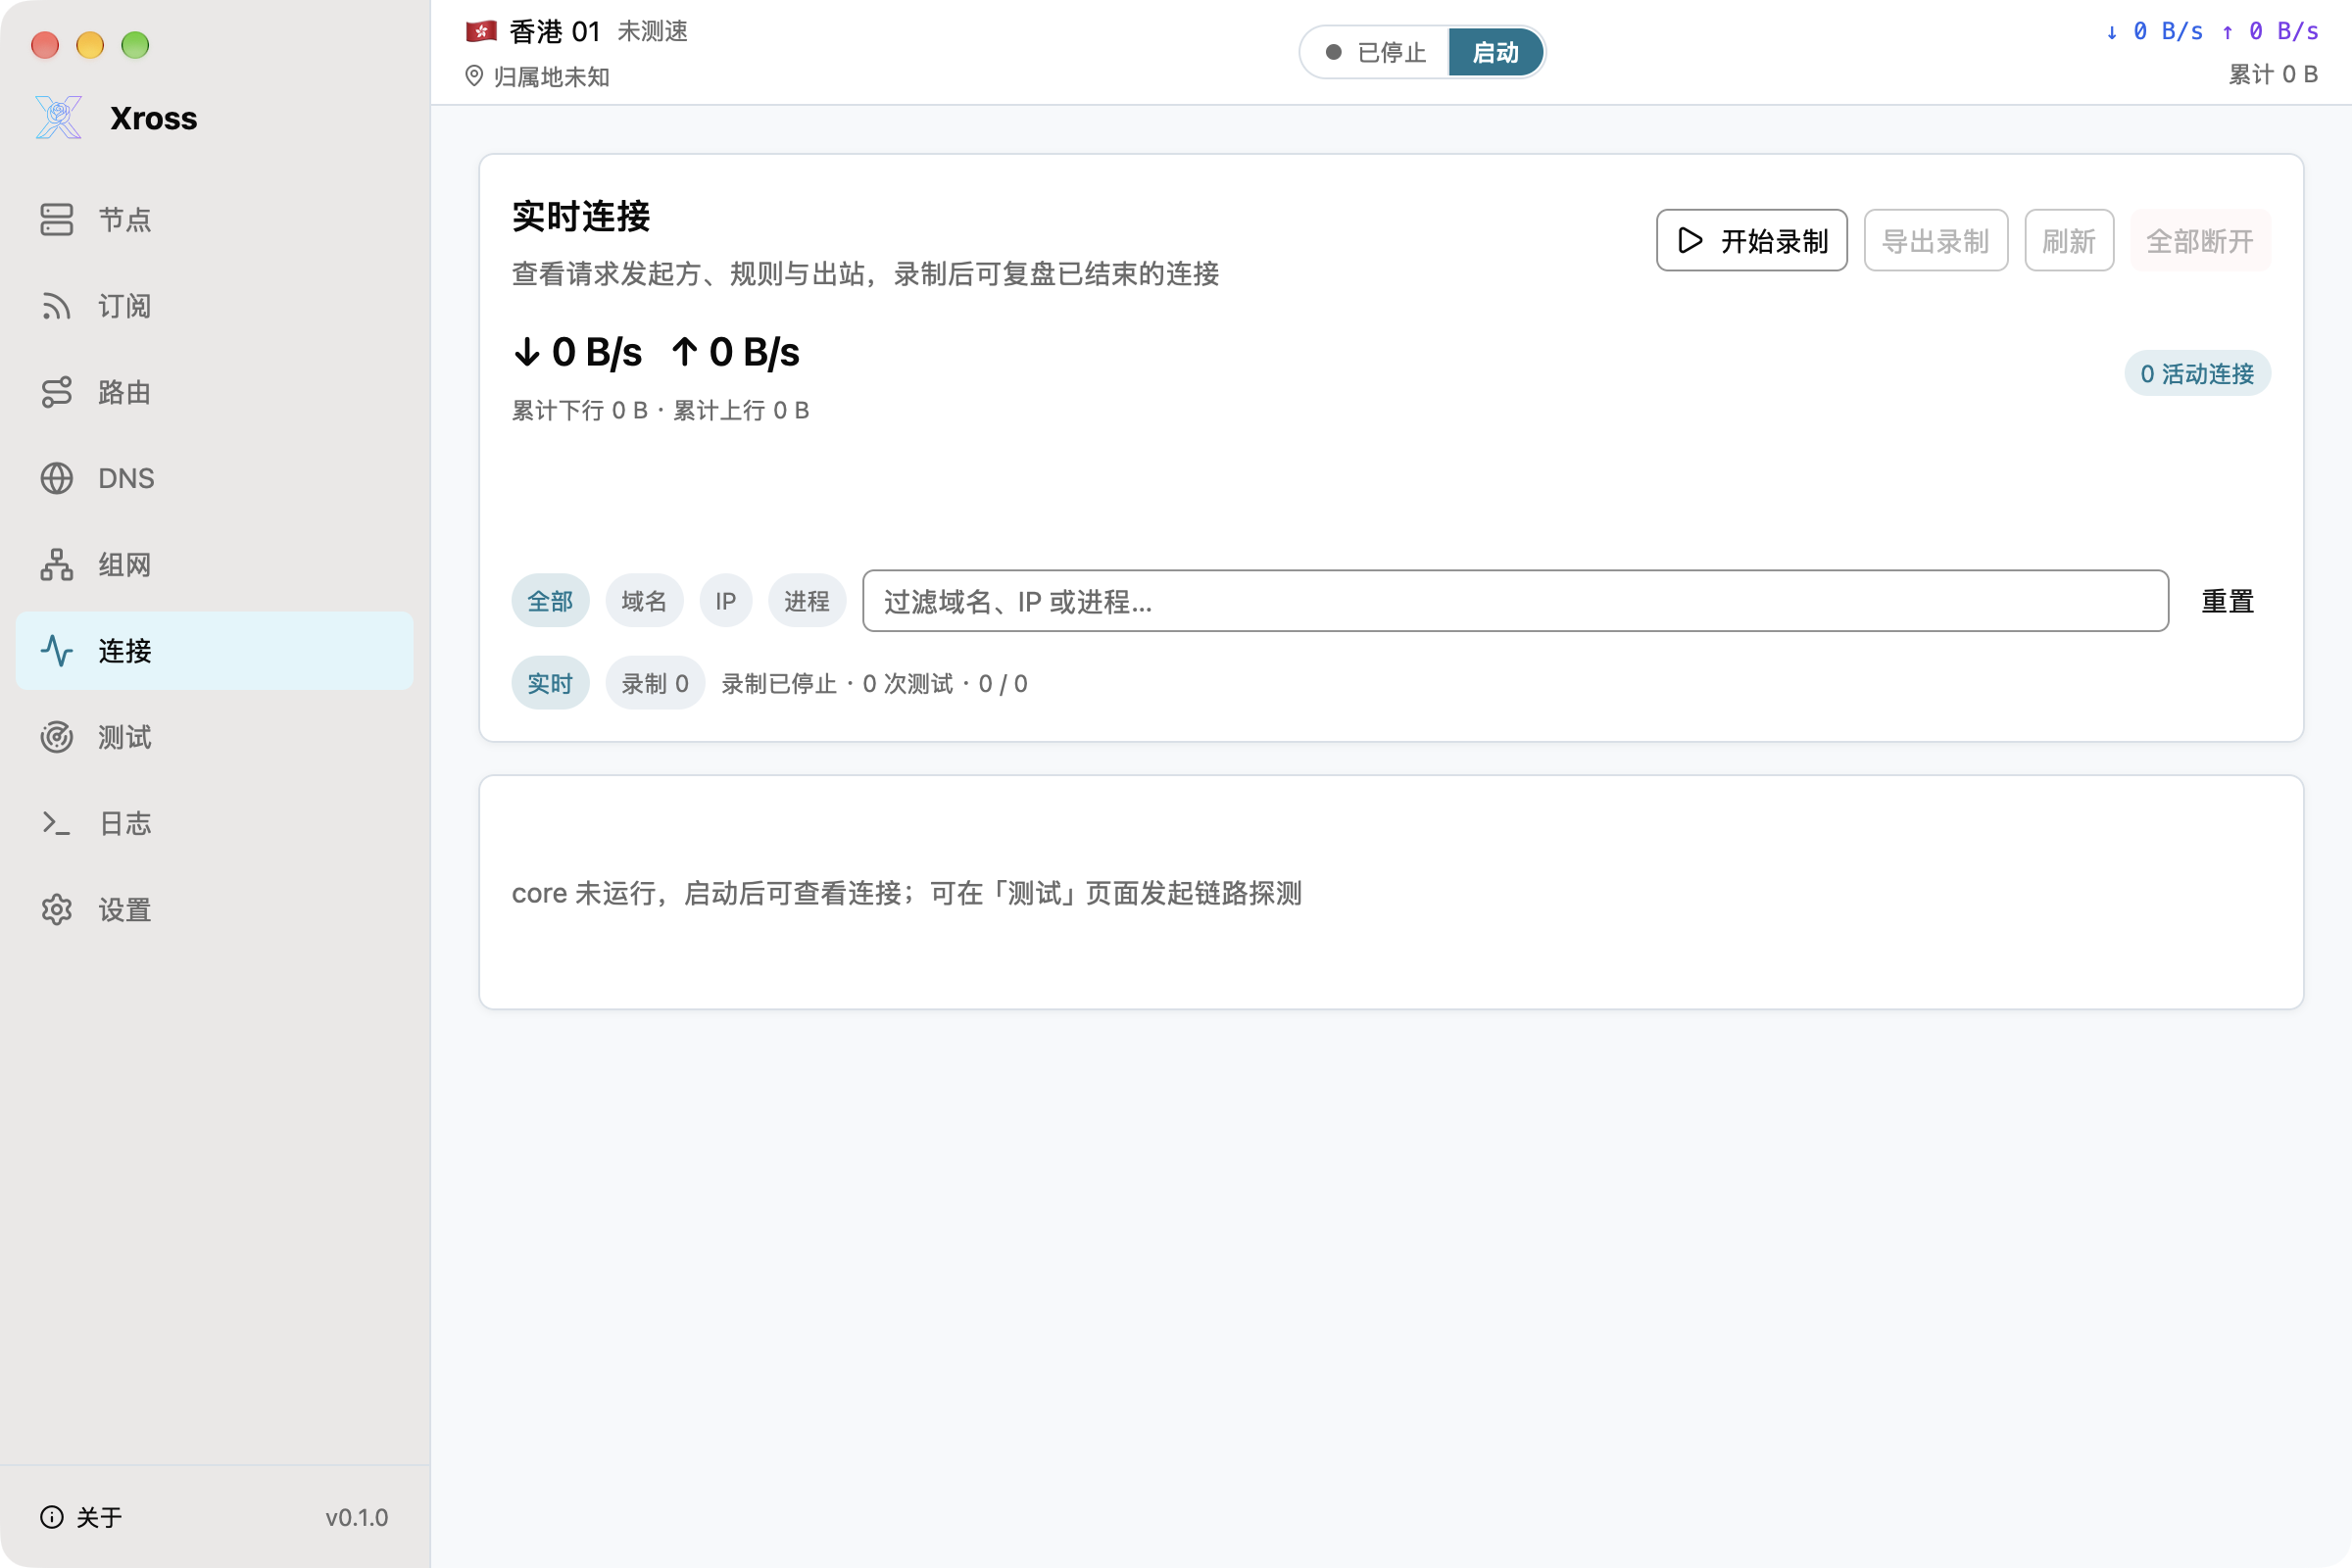 Xross
节点
订阅
路由
DNS
组网
连接
测试
日志
设置
关于 v0.1.0
🇭🇰 香港 01 未测速
归属地未知
已停止 启动
↓ 0 B/s ↑ 0 B/s
累计 0 B
实时连接
查看请求发起方、规则与出站，录制后可复盘已结束的连接
开始录制 导出录制 刷新 全部断开
↓ 0 B/s ↑ 0 B/s
累计下行 0 B · 累计上行 0 B
0 活动连接
全部 域名 IP 进程 过滤域名、IP 或进程... 重置
实时 录制 0 录制已停止 · 0 次测试 · 0 / 0
core 未运行，启动后可查看连接；可在「测试」页面发起链路探测